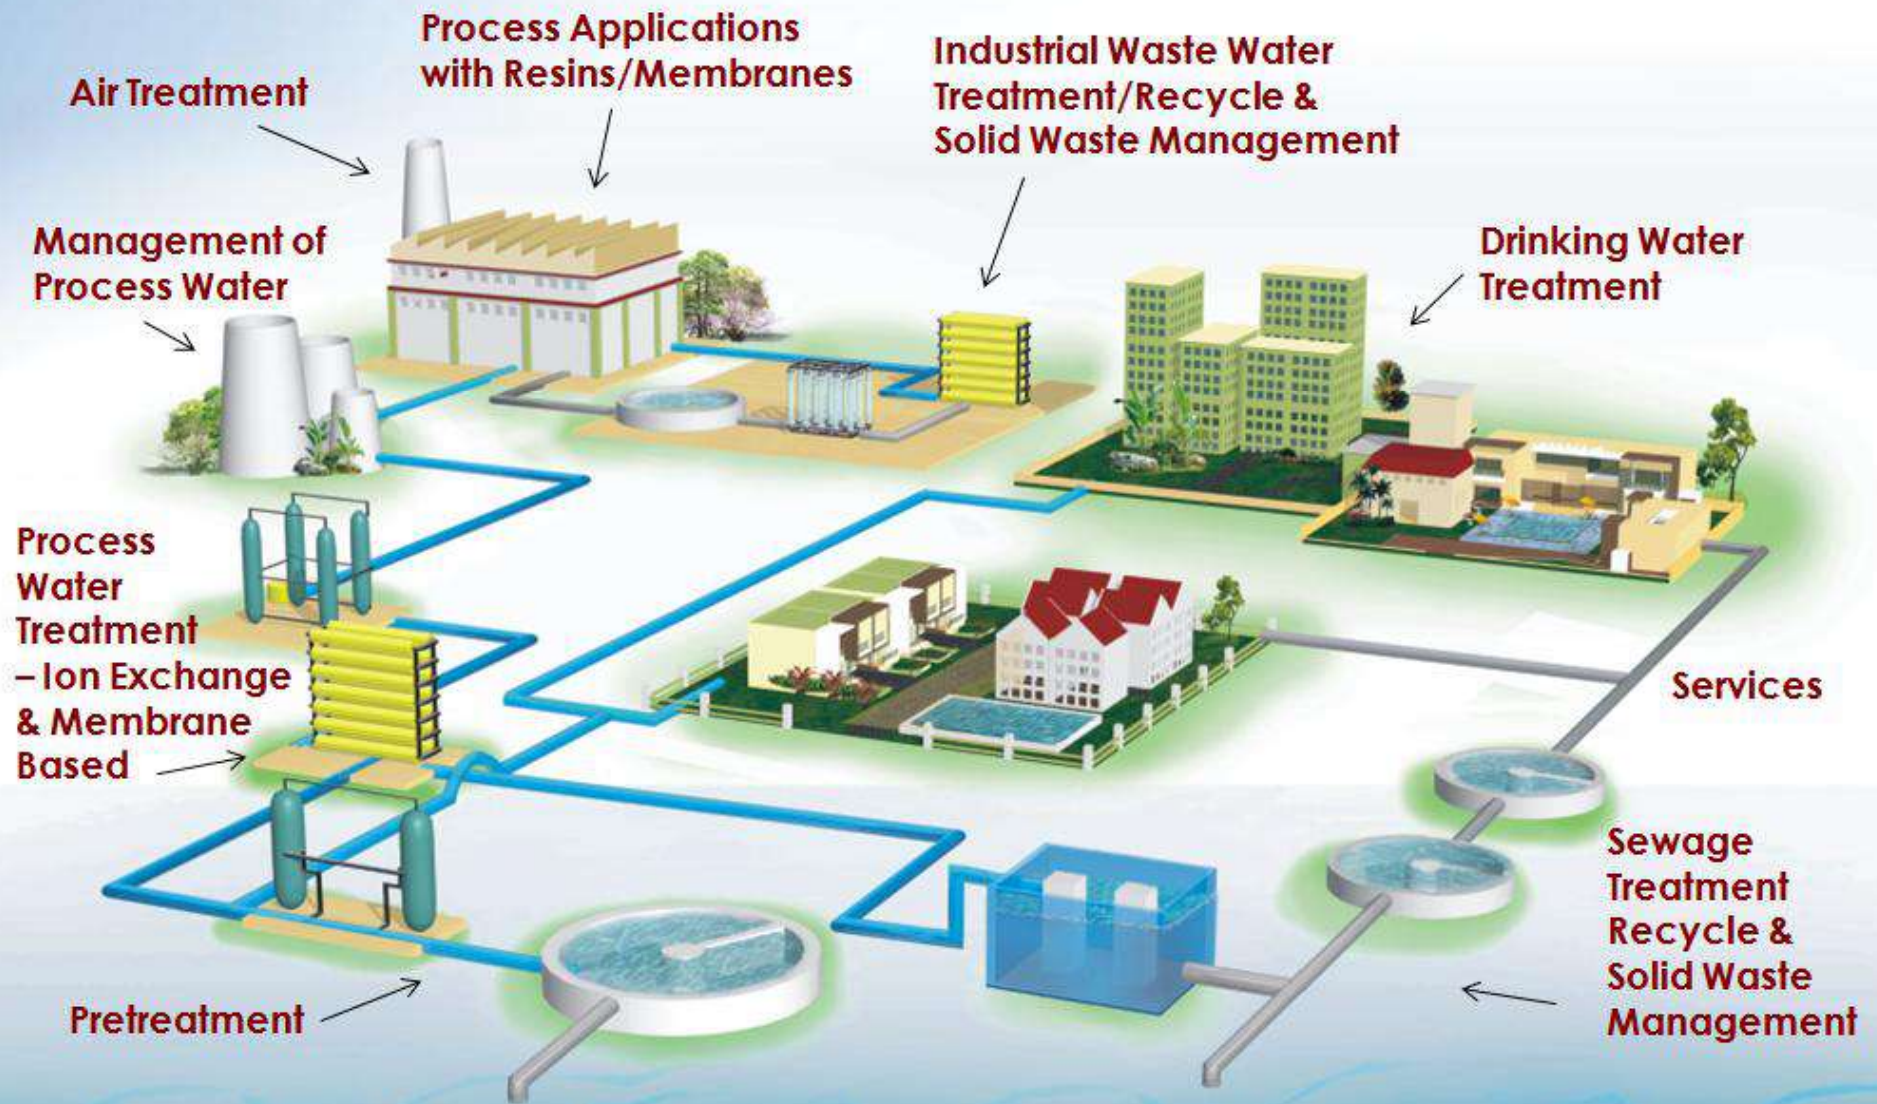 Process Applications
with Resins/Membranes
Industrial Waste Water
Treatment/Recycle &
Solid Waste Management
Air Treatment
Management of
Process Water
Drinking Water
Treatment
Process
Water
Treatment
– Ion Exchange
& Membrane
Based
Services
Sewage
Treatment
Recycle &
Solid Waste
Management
Pretreatment